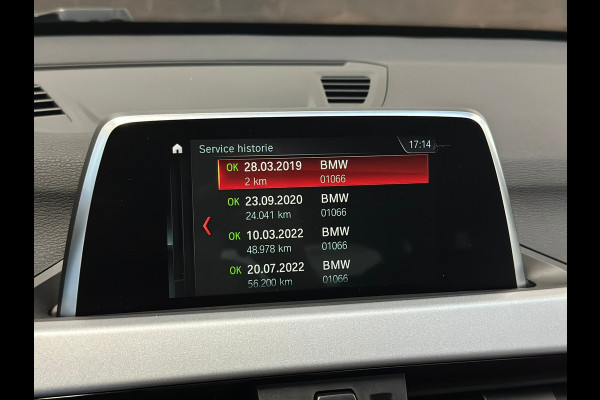 Service historie 17:14
OK 28.03.2019 BMW
2 km 01066
OK 23.09.2020 BMW
24.041 km 01066
OK 10.03.2022 BMW
48.978 km 01066
OK 20.07.2022 BMW
56.200 km 01066